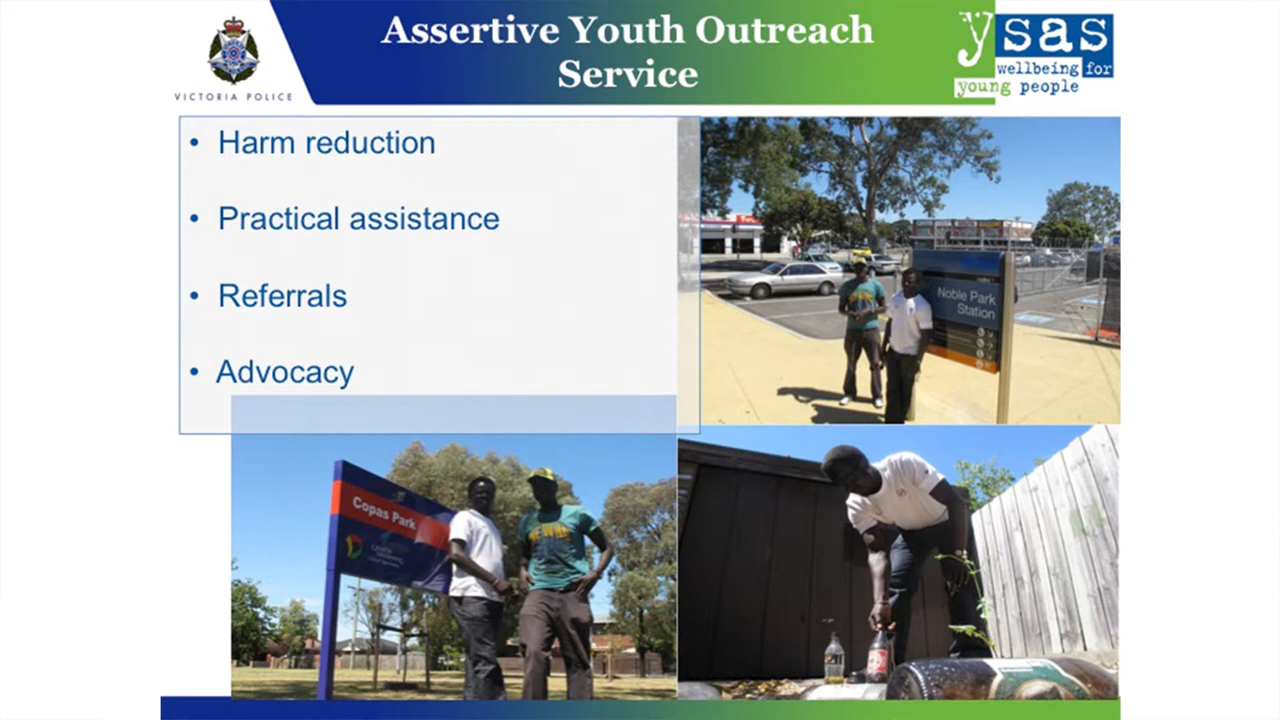 Assertive Youth Outreach
Service
VICTORIA POLICE
ysas
wellbeing for
young people
• Harm reduction
• Practical assistance
• Referrals
• Advocacy
Noble Park
Station
Copas Park